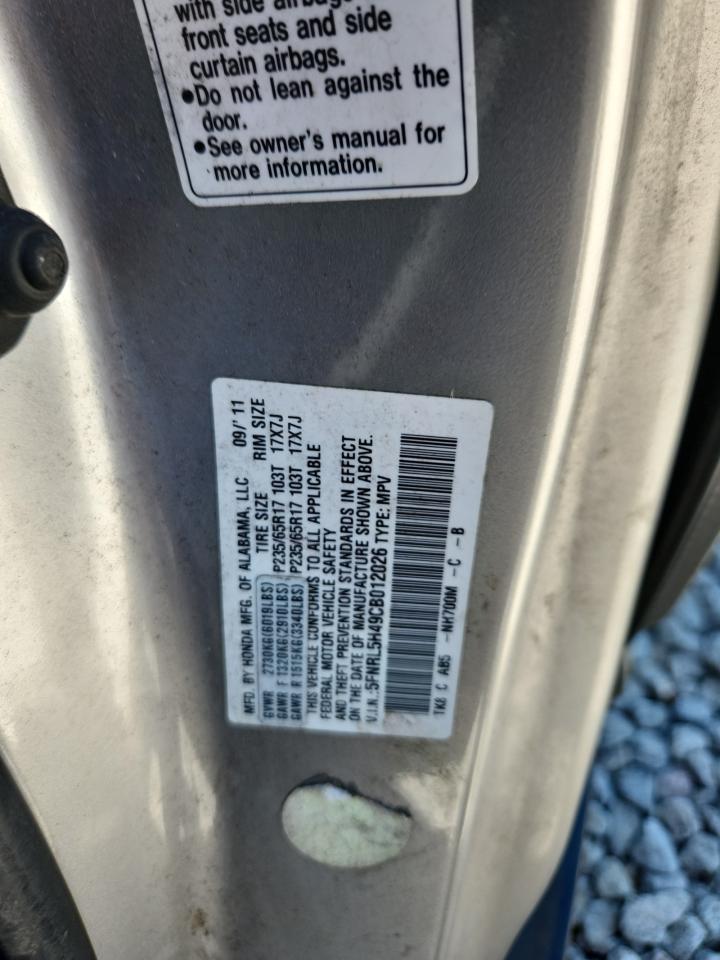 with side airbags
front seats and side
curtain airbags.
•Do not lean against the
door.
•See owner's manual for
more information.
MFD. BY HONDA MFG. OF ALABAMA, LLC 09/'11
TIRE SIZE RIM SIZE
GVWR 2730KG(6019LBS)
GAWR F 1320KG(2910LBS) P235/65R17 103T 17X7J
GAWR R 1515KG(3340LBS) P235/65R17 103T 17X7J
THIS VEHICLE CONFORMS TO ALL APPLICABLE
FEDERAL MOTOR VEHICLE SAFETY
AND THEFT PREVENTION STANDARDS IN EFFECT
ON THE DATE OF MANUFACTURE SHOWN ABOVE.
V.I.N.:5FNRL5H49CB012026 TYPE: MPV
TK8 C AB5 -NH700M -C -B